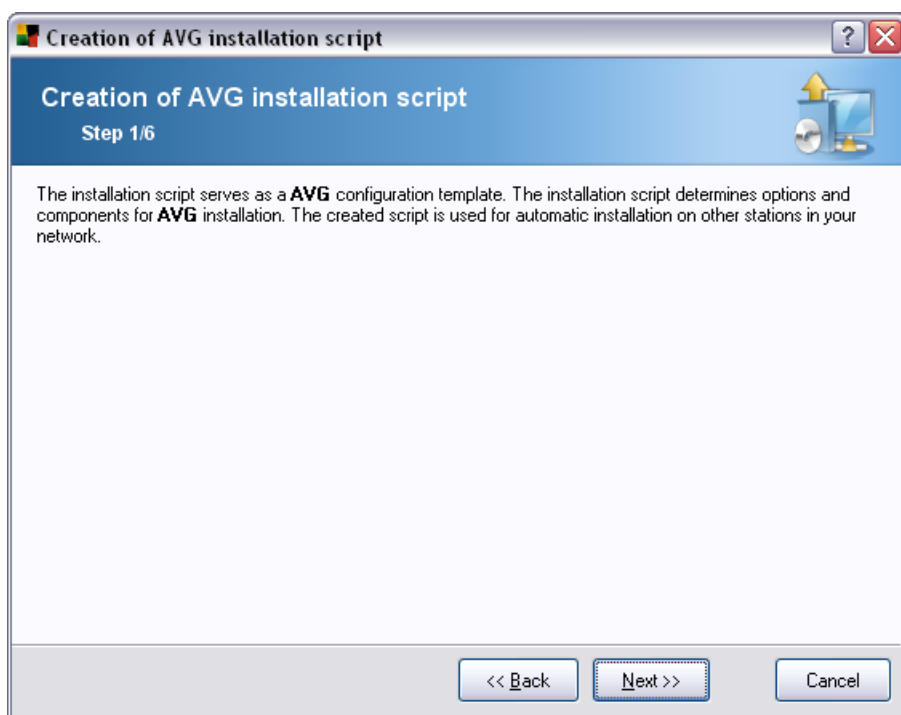 Creation of AVG installation script
?
Creation of AVG installation script
Step 1/6
The installation script serves as a AVG configuration template. The installation script determines options and
components for AVG installation. The created script is used for automatic installation on other stations in your
network.
<< Back
Next >>
Cancel